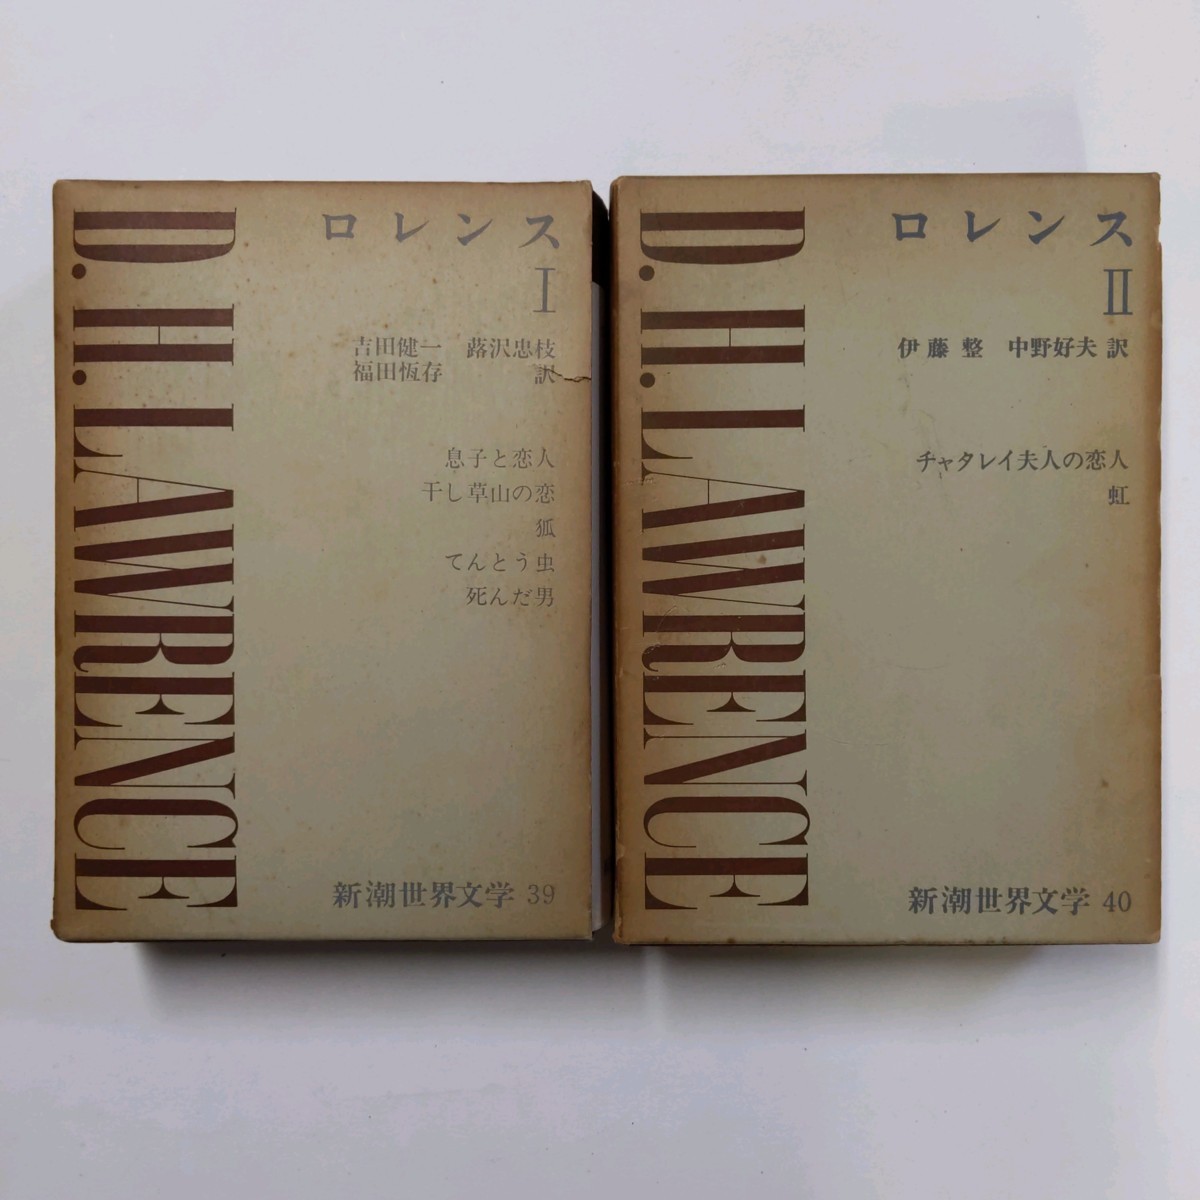 D. H. LAWRENCE
ロレンス
I
吉田健一 蕗沢忠枝
福田恆存 訳
息子と恋人
干し草山の恋
狐
てんとう虫
死んだ男
新潮世界文学 39
D. H. LAWRENCE
ロレンス
II
伊藤 整 中野好夫 訳
チャタレイ夫人の恋人
虹
新潮世界文学 40